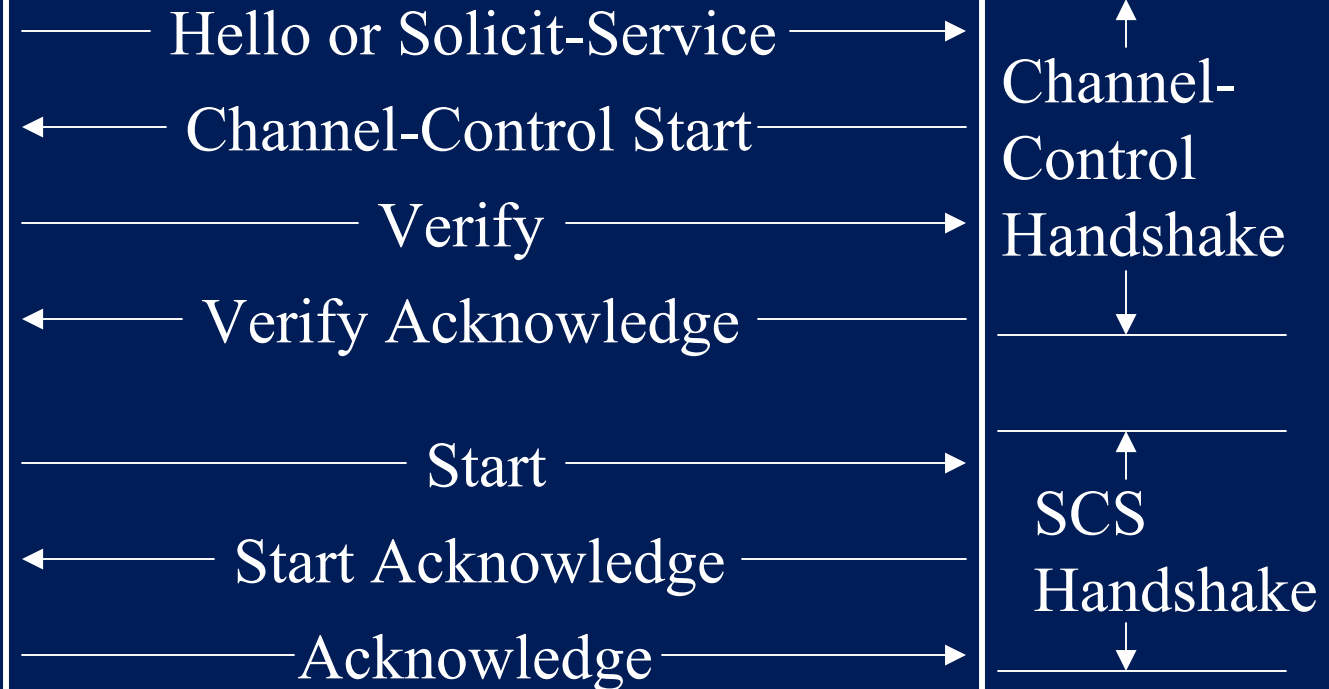 Hello or Solicit-Service
Channel-Control Start
Verify
Verify Acknowledge
Start
Start Acknowledge
Acknowledge
Channel-
Control
Handshake
SCS
Handshake